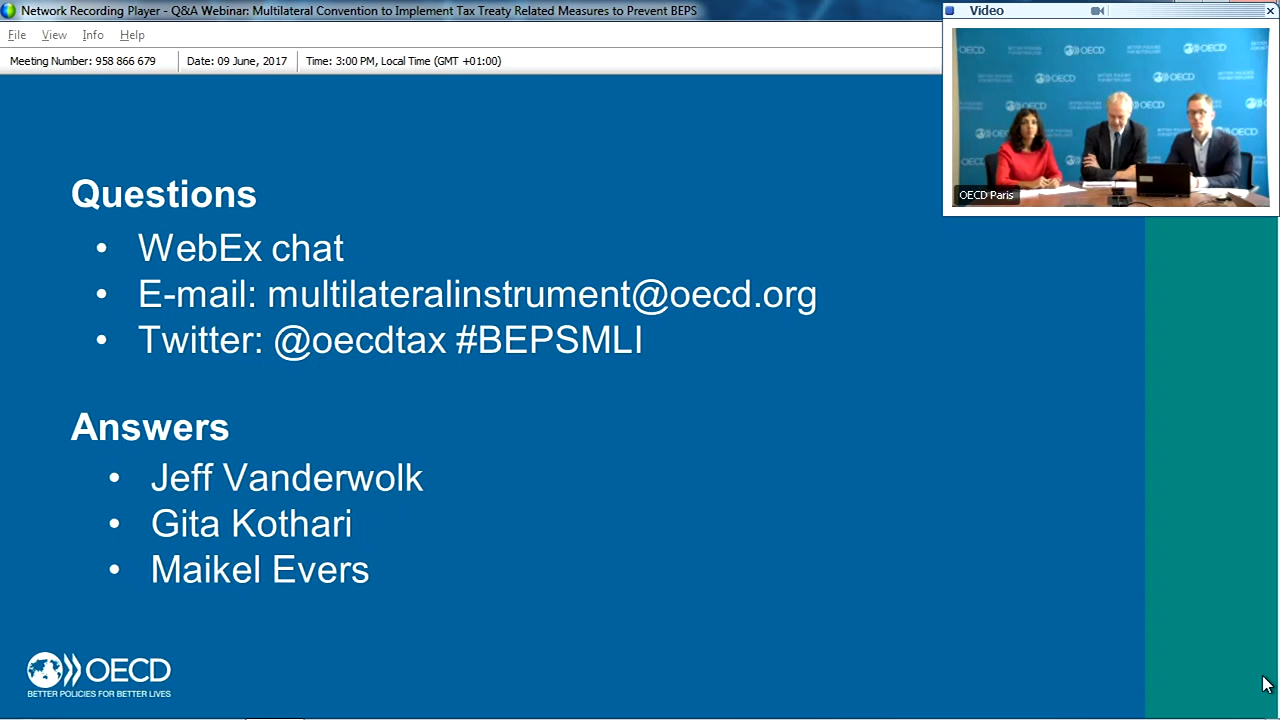 Network Recording Player - Q&A Webinar: Multilateral Convention to Implement Tax Treaty Related Measures to Prevent BEPS
File View Info Help
Meeting Number: 958 866 679 Date: 09 June, 2017 Time: 3:00 PM, Local Time (GMT +01:00)
Video
OECD Paris
Questions
• WebEx chat
• E-mail: multilateralinstrument@oecd.org
• Twitter: @oecdtax #BEPSMLI
Answers
• Jeff Vanderwolk
• Gita Kothari
• Maikel Evers
OECD
BETTER POLICIES FOR BETTER LIVES